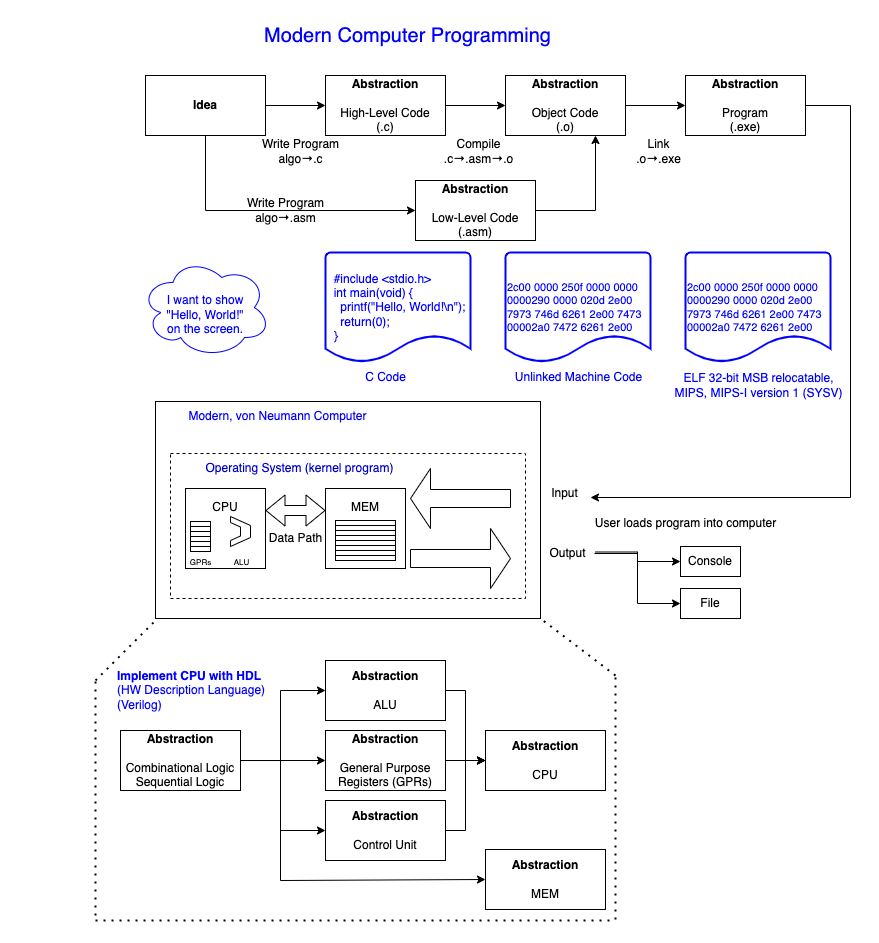 Modern Computer Programming
Idea
Abstraction
High-Level Code
(.c)
Abstraction
Object Code
(.o)
Abstraction
Program
(.exe)
Write Program
algo→.c
Compile
.c→.asm→.o
Link
.o→.exe
Write Program
algo→.asm
Abstraction
Low-Level Code
(.asm)
I want to show
"Hello, World!"
on the screen.
#include <stdio.h>
int main(void) {
printf("Hello, World!\n");
return(0);
}
C Code
2c00 0000 250f 0000 0000
0000290 0000 020d 2e00
7973 746d 6261 2e00 7473
00002a0 7472 6261 2e00
Unlinked Machine Code
2c00 0000 250f 0000 0000
0000290 0000 020d 2e00
7973 746d 6261 2e00 7473
00002a0 7472 6261 2e00
ELF 32-bit MSB relocatable,
MIPS, MIPS-I version 1 (SYSV)
Modern, von Neumann Computer
Operating System (kernel program)
CPU
GPRs
ALU
Data Path
MEM
Input
User loads program into computer
Output
Console
File
Implement CPU with HDL
(HW Description Language)
(Verilog)
Abstraction
Combinational Logic
Sequential Logic
Abstraction
ALU
Abstraction
General Purpose
Registers (GPRs)
Abstraction
Control Unit
Abstraction
CPU
Abstraction
MEM